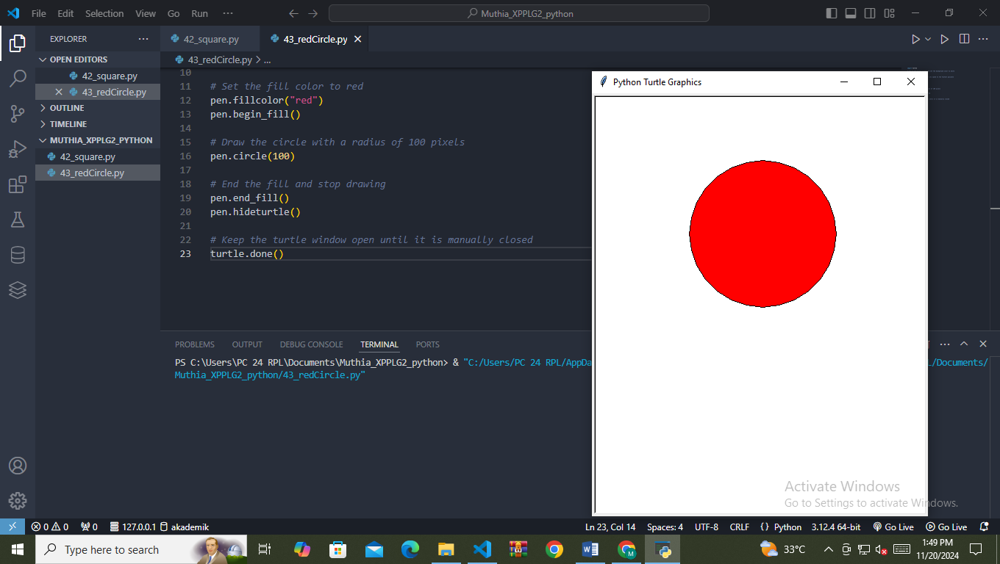 File Edit Selection View Go Run ···
Muthia_XPPLG2_python
EXPLORER ···
OPEN EDITORS
42_square.py
43_redCircle.py
OUTLINE
TIMELINE
MUTHIA_XPPLG2_PYTHON
42_square.py
43_redCircle.py
42_square.py 43_redCircle.py
43_redCircle.py > ...
10
11 # Set the fill color to red
12 pen.fillcolor("red")
13 pen.begin_fill()
14
15 # Draw the circle with a radius of 100 pixels
16 pen.circle(100)
17
18 # End the fill and stop drawing
19 pen.end_fill()
20 pen.hideturtle()
21
22 # Keep the turtle window open until it is manually closed
23 turtle.done()
Python Turtle Graphics
PROBLEMS OUTPUT DEBUG CONSOLE TERMINAL PORTS
PS C:\Users\PC 24 RPL\Documents\Muthia_XPPLG2_python> & "C:/Users/PC 24 RPL/AppDa L/Documents/
Muthia_XPPLG2_python/43_redCircle.py"
Activate Windows
Go to Settings to activate Windows.
0 0 0 127.0.0.1 akademik
Ln 23, Col 14 Spaces: 4 UTF-8 CRLF {} Python 3.12.4 64-bit Go Live Go Live
Type here to search
33°C
1:49 PM
11/20/2024